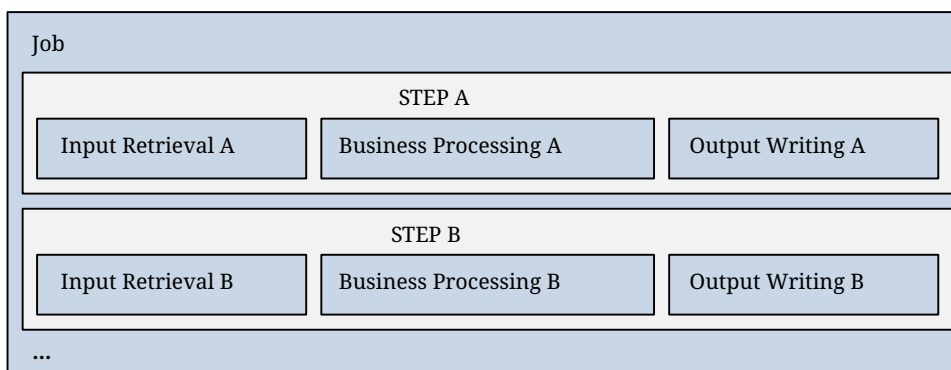 Job
STEP A
Input Retrieval A
Business Processing A
Output Writing A
STEP B
Input Retrieval B
Business Processing B
Output Writing B
...